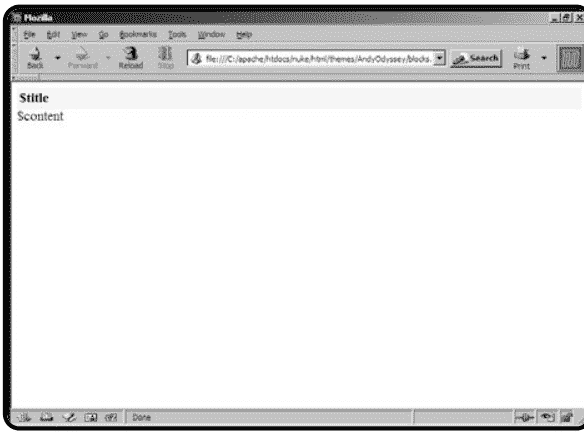 Mozilla
File Edit View Go Bookmarks Tools Window Help
Back Forward Reload Stop file:///C:/apache/htdocs/nuke/html/themes/AndyOdyssey/blocks. Search Print
$title
$content
Done